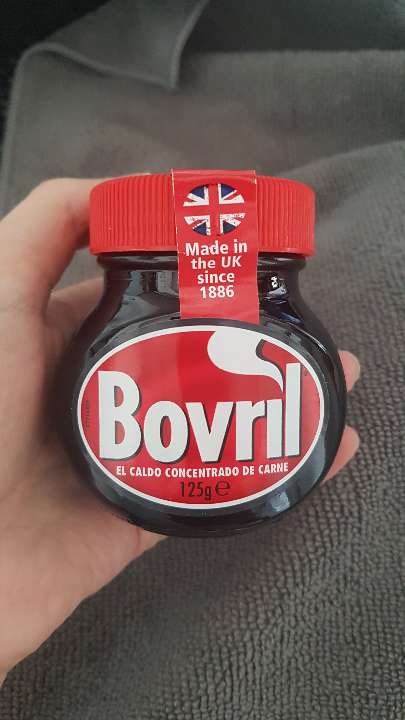 Made in
the UK
since
1886
Bovril
EL CALDO CONCENTRADO DE CARNE
125g ℮